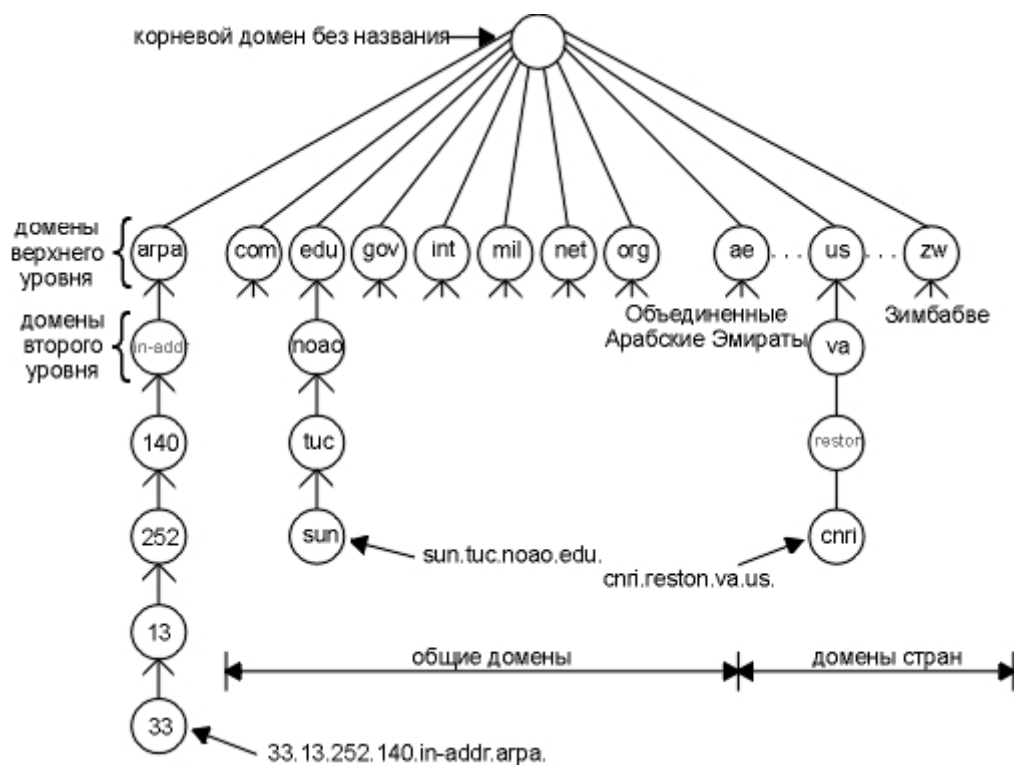 корневой домен без названия
домены
верхнего
уровня
arpa com edu gov int mil net org ae ... us ... zw
Объединенные
Арабские Эмираты
Зимбабве
домены
второго
уровня
in-addr noao va
140 tuc reston
252 sun cnri
sun.tuc.noao.edu.
cnri.reston.va.us.
13
общие домены домены стран
33
33.13.252.140.in-addr.arpa.